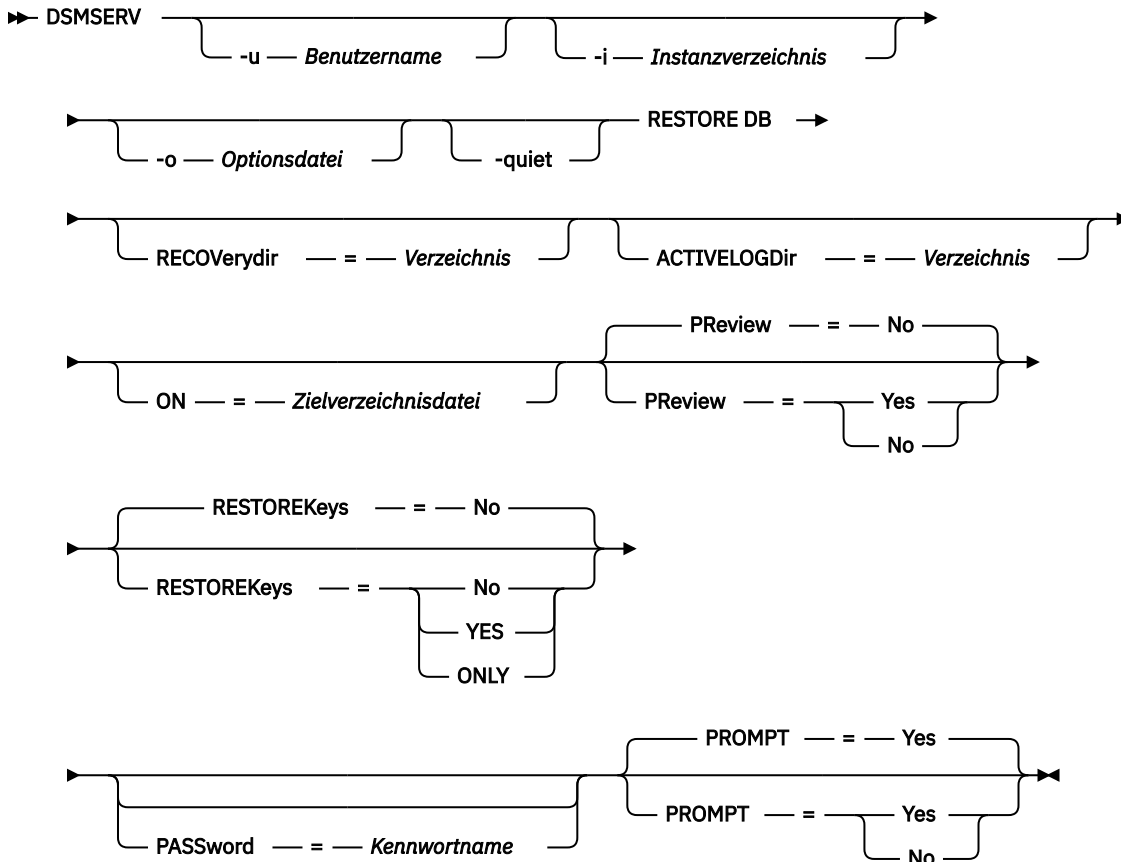 DSMSERV
-u Benutzername -i Instanzverzeichnis
-o Optionsdatei -quiet RESTORE DB
RECOVerydir = Verzeichnis ACTIVELOGDir = Verzeichnis
PReview = No
ON = Zielverzeichnisdatei PReview = Yes
No
RESTOREKeys = No
RESTOREKeys = No
YES
ONLY
PROMPT = Yes
PROMPT = Yes
PASSword = Kennwortname No